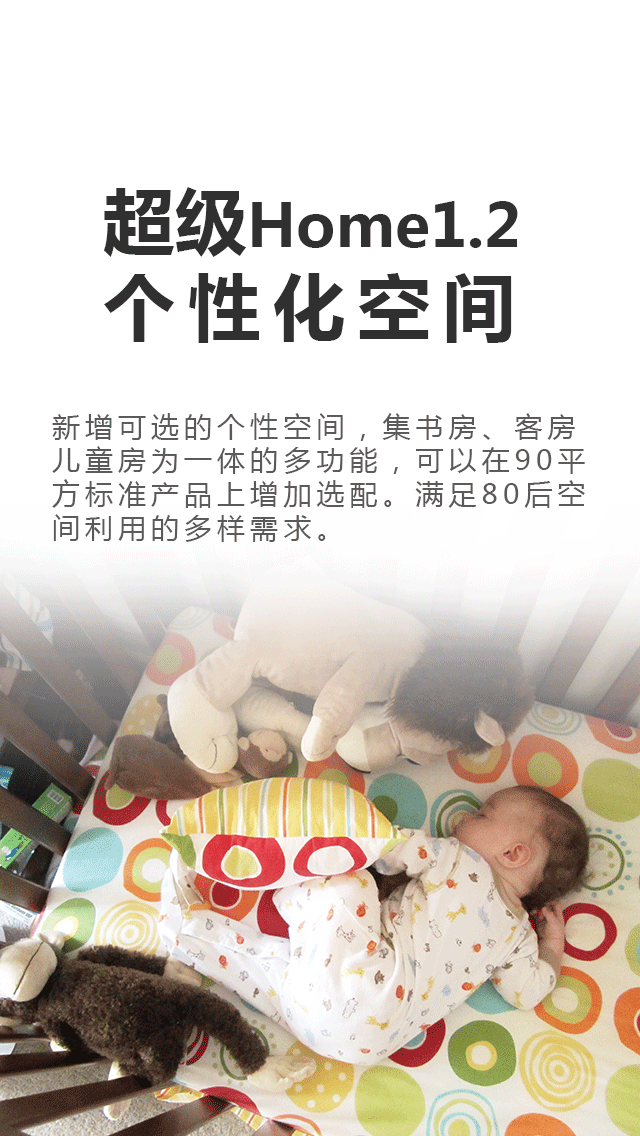 超级Home1.2
个性化空间
新增可选的个性空间，集书房、客房
儿童房为一体的多功能，可以在90平
方标准产品上增加选配。满足80后空
间利用的多样需求。